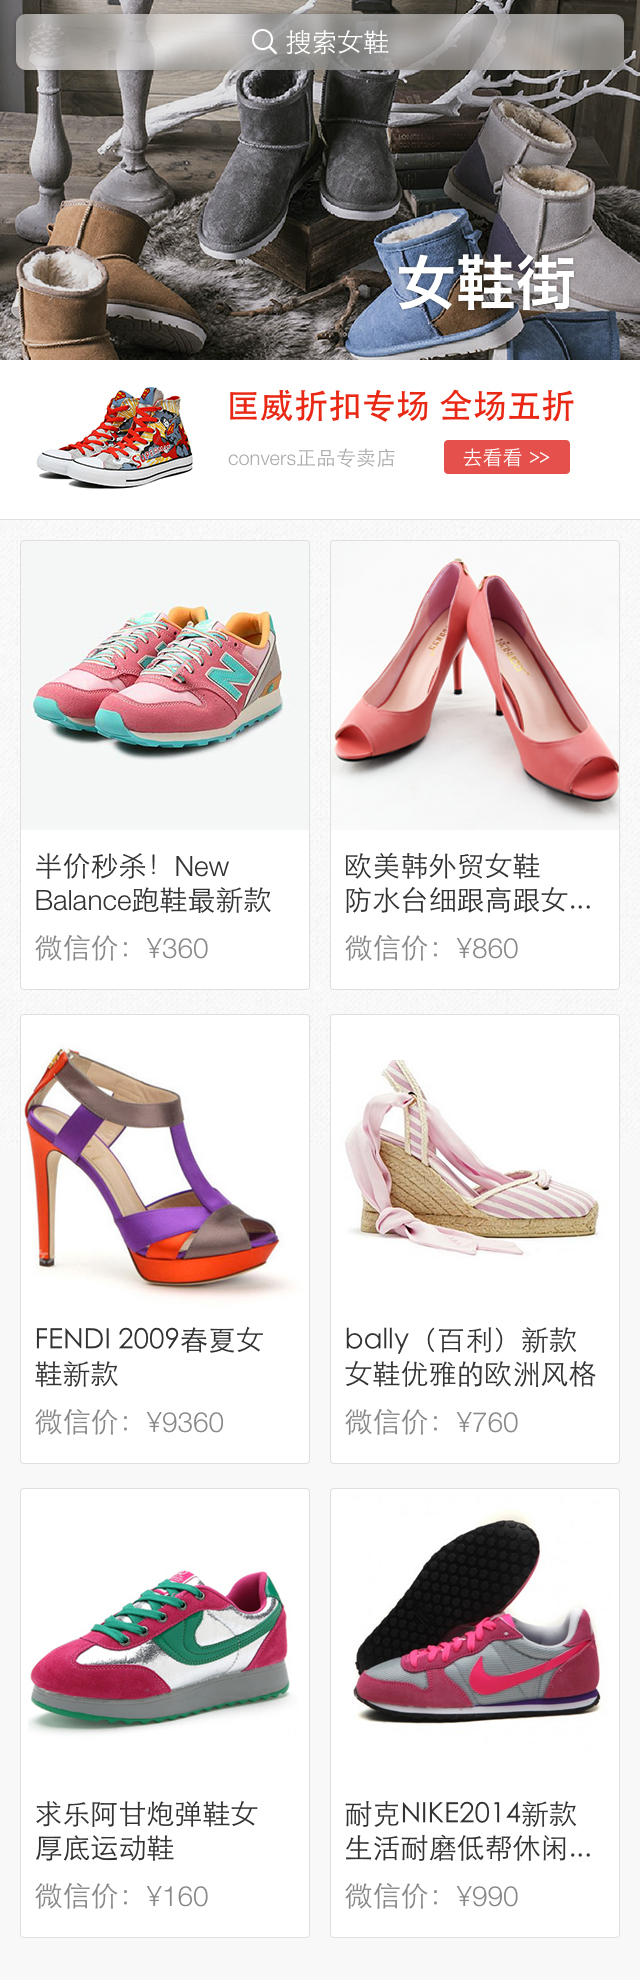 搜索女鞋
女鞋街
匡威折扣专场 全场五折
convers正品专卖店
去看看 >>
半价秒杀！New
Balance跑鞋最新款
微信价：¥360
欧美韩外贸女鞋
防水台细跟高跟女...
微信价：¥860
FENDI 2009春夏女
鞋新款
微信价：¥9360
bally（百利）新款
女鞋优雅的欧洲风格
微信价：¥760
求乐阿甘炮弹鞋女
厚底运动鞋
微信价：¥160
耐克NIKE2014新款
生活耐磨低帮休闲...
微信价：¥990